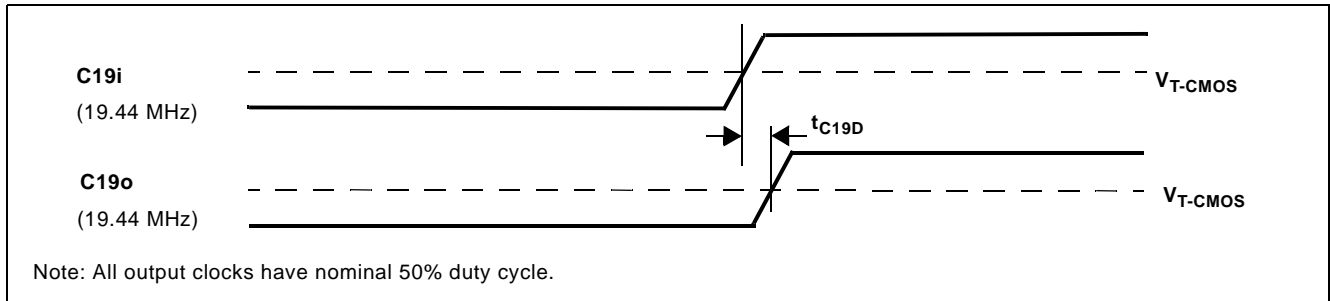 C19i
(19.44 MHz)
VT-CMOS
tC19D
C19o
(19.44 MHz)
VT-CMOS
Note: All output clocks have nominal 50% duty cycle.